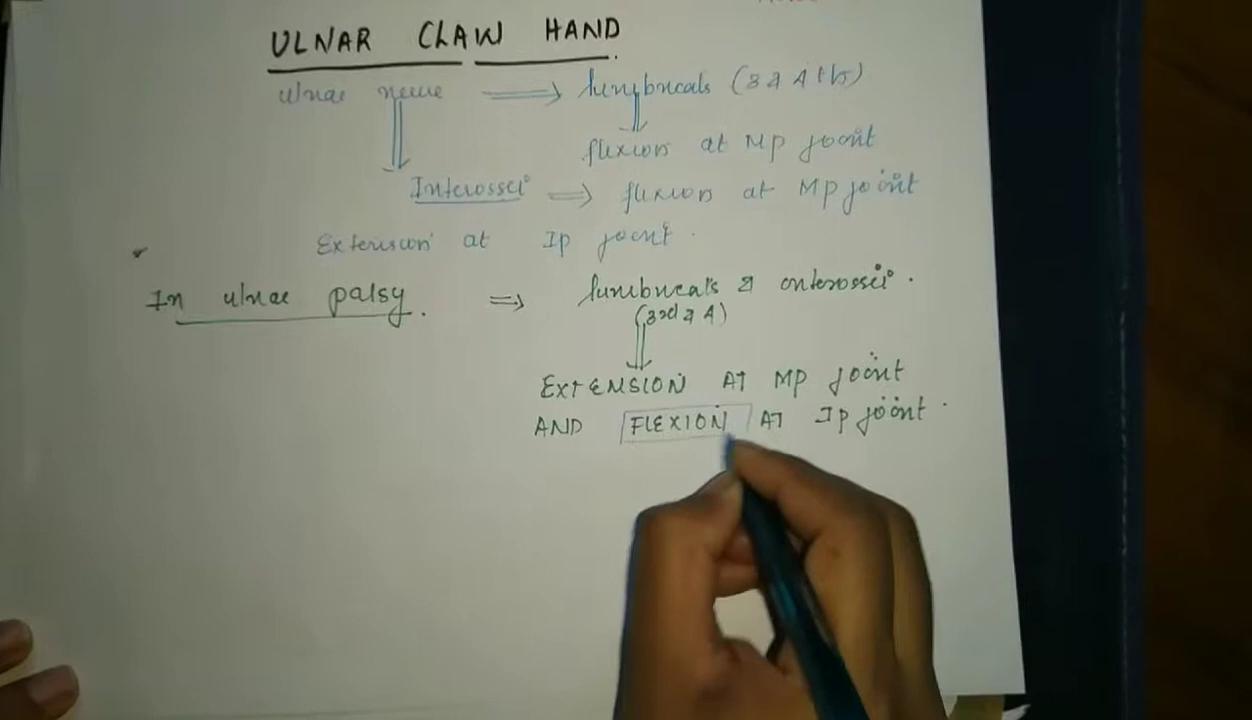 ULNAR CLAW HAND
ulnar nerve ⟹ lumbricals (3 & 4th)
flexion at MP joint
Interossei ⟹ flexion at MP joint
Extension at Ip joint.
In ulnar palsy. ⟹ lumbricals & interossei.
(3rd & 4)
EXTENSION AT MP joint
AND FLEXION AT Ip joint.